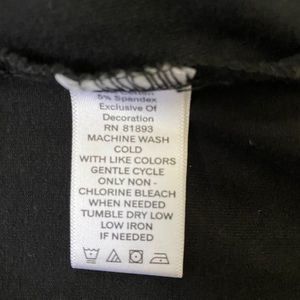 5% Spandex
Exclusive Of
Decoration
RN 81893
MACHINE WASH
COLD
WITH LIKE COLORS
GENTLE CYCLE
ONLY NON -
CHLORINE BLEACH
WHEN NEEDED
TUMBLE DRY LOW
LOW IRON
IF NEEDED